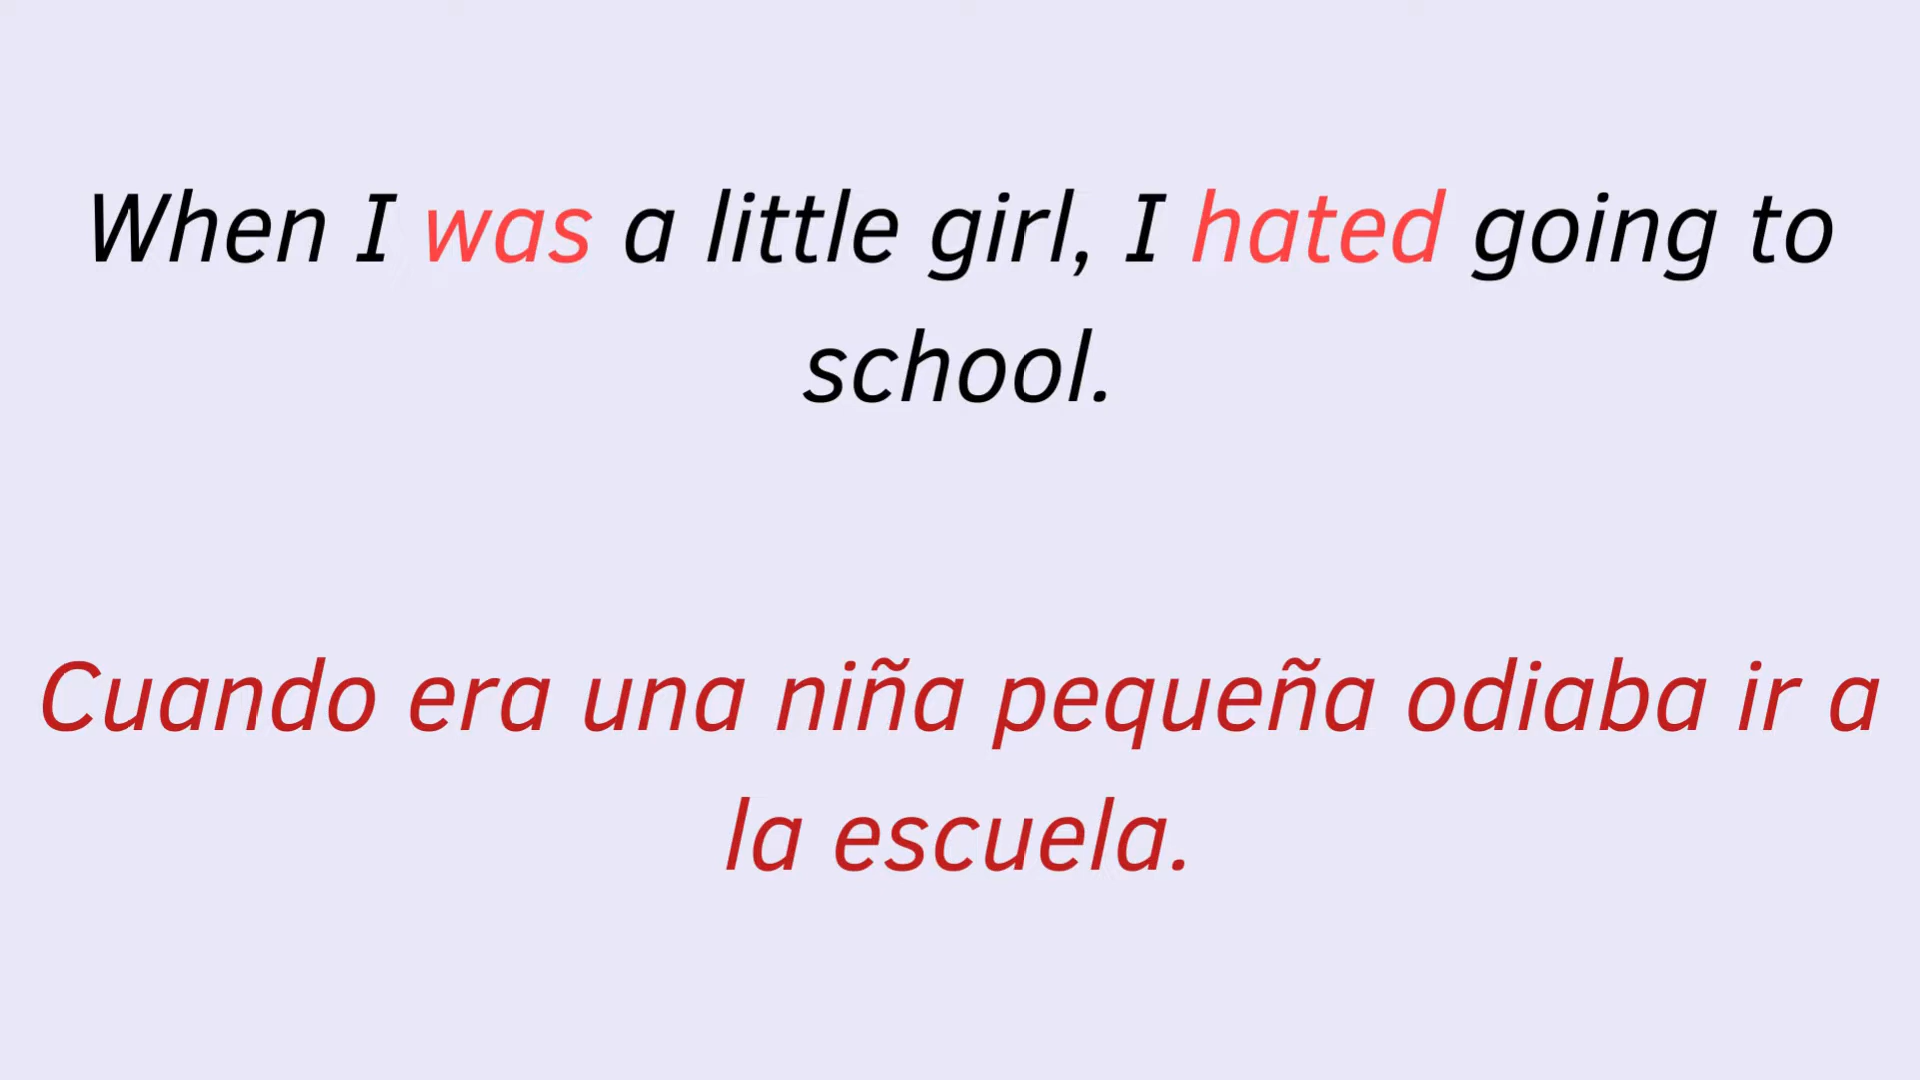 When I was a little girl, I hated going to
school.
Cuando era una niña pequeña odiaba ir a
la escuela.